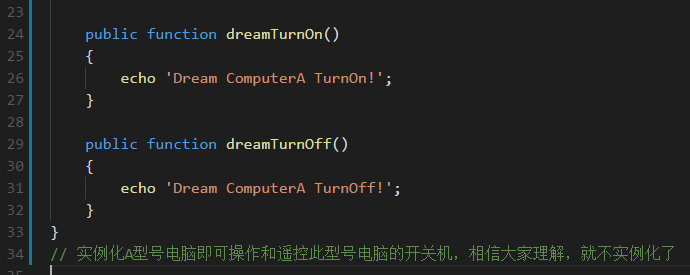 23
24 public function dreamTurnOn()
25 {
26 echo 'Dream ComputerA TurnOn!';
27 }
28
29 public function dreamTurnOff()
30 {
31 echo 'Dream ComputerA TurnOff!';
32 }
33 }
34 // 实例化A型号电脑即可操作和遥控此型号电脑的开关机，相信大家理解，就不实例化了